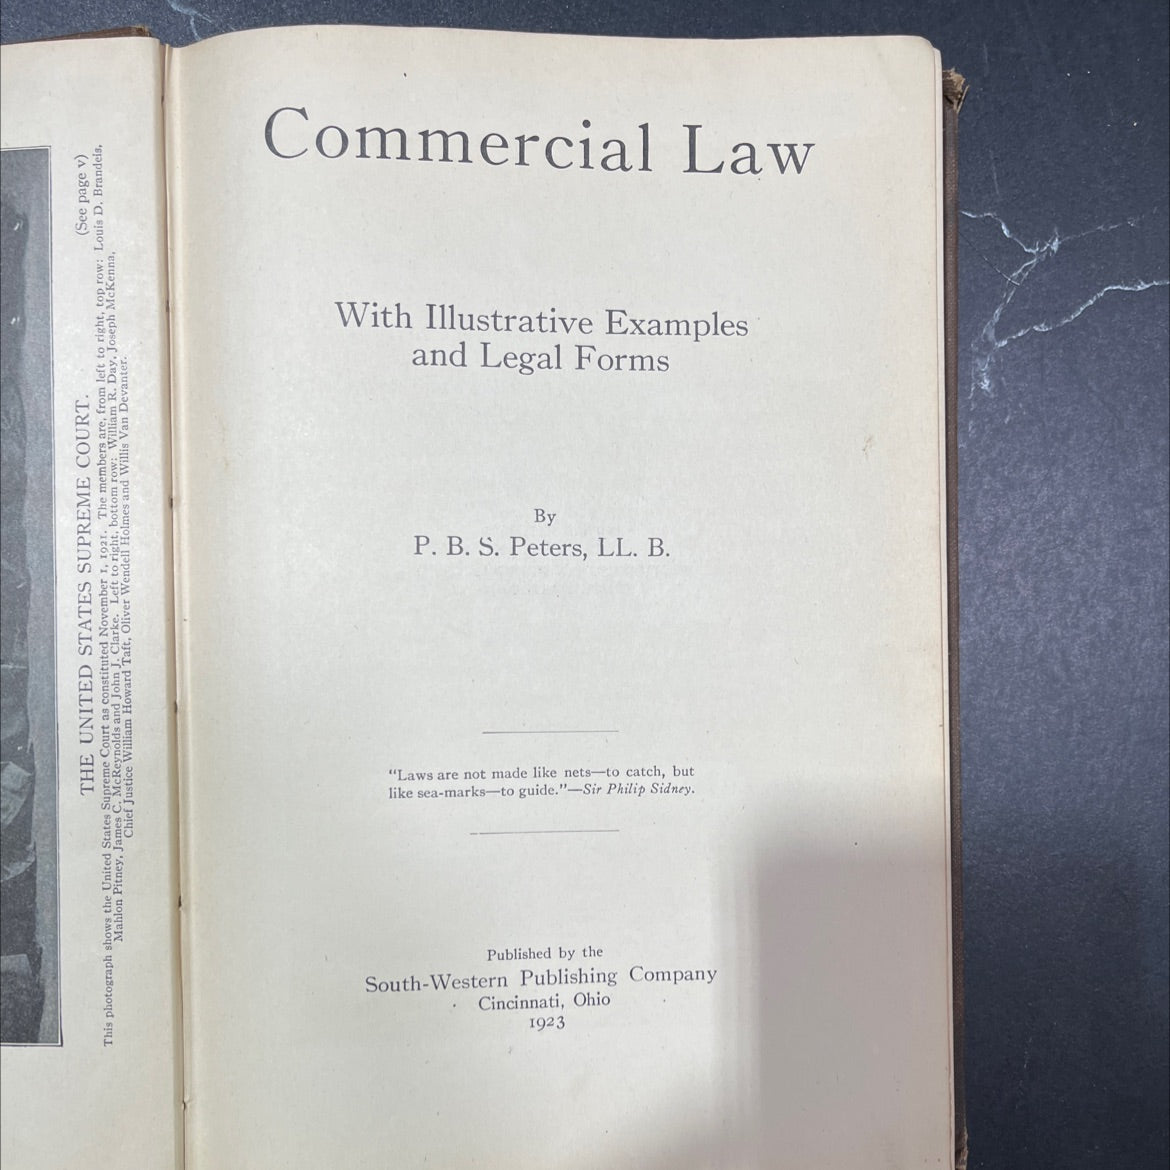 THE UNITED STATES SUPREME COURT.
(See page v)
This photograph shows the United States Supreme Court as constituted November 1, 1921. The members are, from left to right, top row: Louis D. Brandeis,
Mahlon Pitney, James C. McReynolds and John J. Clarke. Left to right, bottom row: William R. Day, Joseph McKenna,
Chief Justice William Howard Taft, Oliver Wendell Holmes and Willis Van Devanter.
Commercial Law
With Illustrative Examples
and Legal Forms
By
P. B. S. Peters, LL. B.
“Laws are not made like nets—to catch, but
like sea-marks—to guide.”—Sir Philip Sidney.
Published by the
South-Western Publishing Company
Cincinnati, Ohio
1923